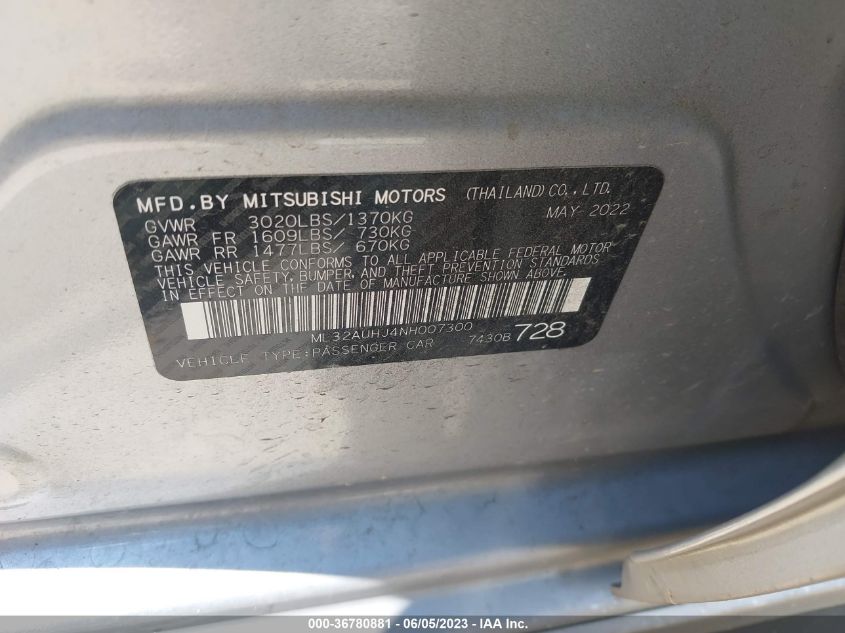 MFD.BY MITSUBISHI MOTORS (THAILAND)CO.,LTD.
GVWR 3020LBS/1370KG MAY 2022
GAWR FR 1609LBS/ 730KG
GAWR RR 1477LBS/ 670KG
THIS VEHICLE CONFORMS TO ALL APPLICABLE FEDERAL MOTOR
VEHICLE SAFETY, BUMPER, AND THEFT PREVENTION STANDARDS
IN EFFECT ON THE DATE OF MANUFACTURE SHOWN ABOVE.
ML32AUHJ4NH007300
VEHICLE TYPE:PASSENGER CAR 7430B 728
000-36780881 - 06/05/2023 - IAA Inc.